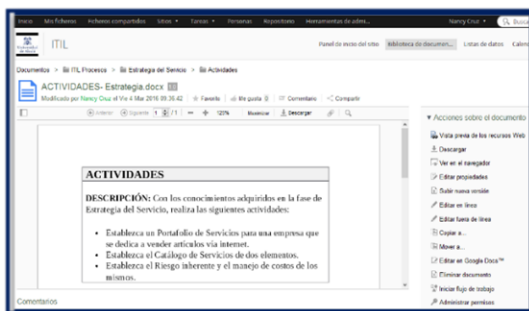 Inicio Mis ficheros Ficheros compartidos Sitios Tareas Personas Repositorio Herramientas de admi... Nancy Cruz
ITIL Panel de inicio del sitio Biblioteca de documen... Listas de datos
Documentos > ITIL Procesos > Estrategia del Servicio > Actividades
ACTIVIDADES- Estrategia.docx
Modificado por Nancy Cruz el Vie 4 Mar 2016 09:36:42 Favorito Me gusta 0 Comentario Compartir
Anterior Siguiente 1 / 1 120% Maximizar Descargar
ACTIVIDADES
DESCRIPCIÓN: Con los conocimientos adquiridos en la fase de
Estrategia del Servicio, realiza las siguientes actividades:
• Establezca un Portafolio de Servicios para una empresa que
se dedica a vender artículos vía internet.
• Establezca el Catálogo de Servicios de dos elementos.
• Establezca el Riesgo inherente y el manejo de costos de los
mismos.
Comentarios
Acciones sobre el documento
Vista previa de los recursos Web
Descargar
Ver en el navegador
Editar propiedades
Subir nueva versión
Editar en línea
Editar fuera de línea
Copiar a...
Mover a...
Editar en Google Docs™
Eliminar documento
Iniciar flujo de trabajo
Administrar permisos